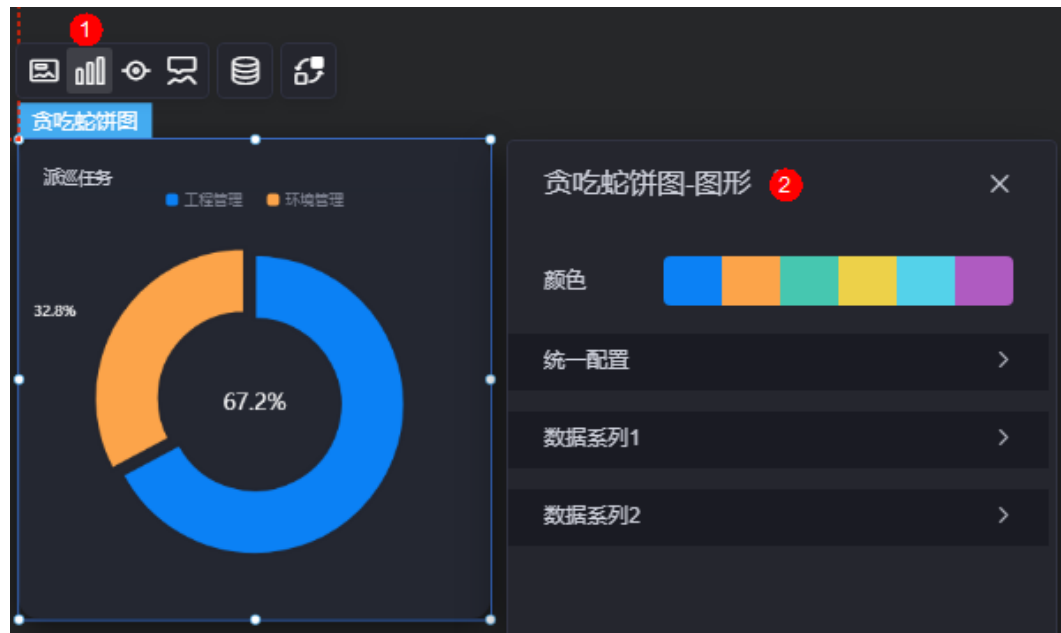 1
贪吃蛇饼图
派巡任务
工程管理 环境管理
32.8%
67.2%
贪吃蛇饼图-图形 2
颜色
统一配置
数据系列1
数据系列2